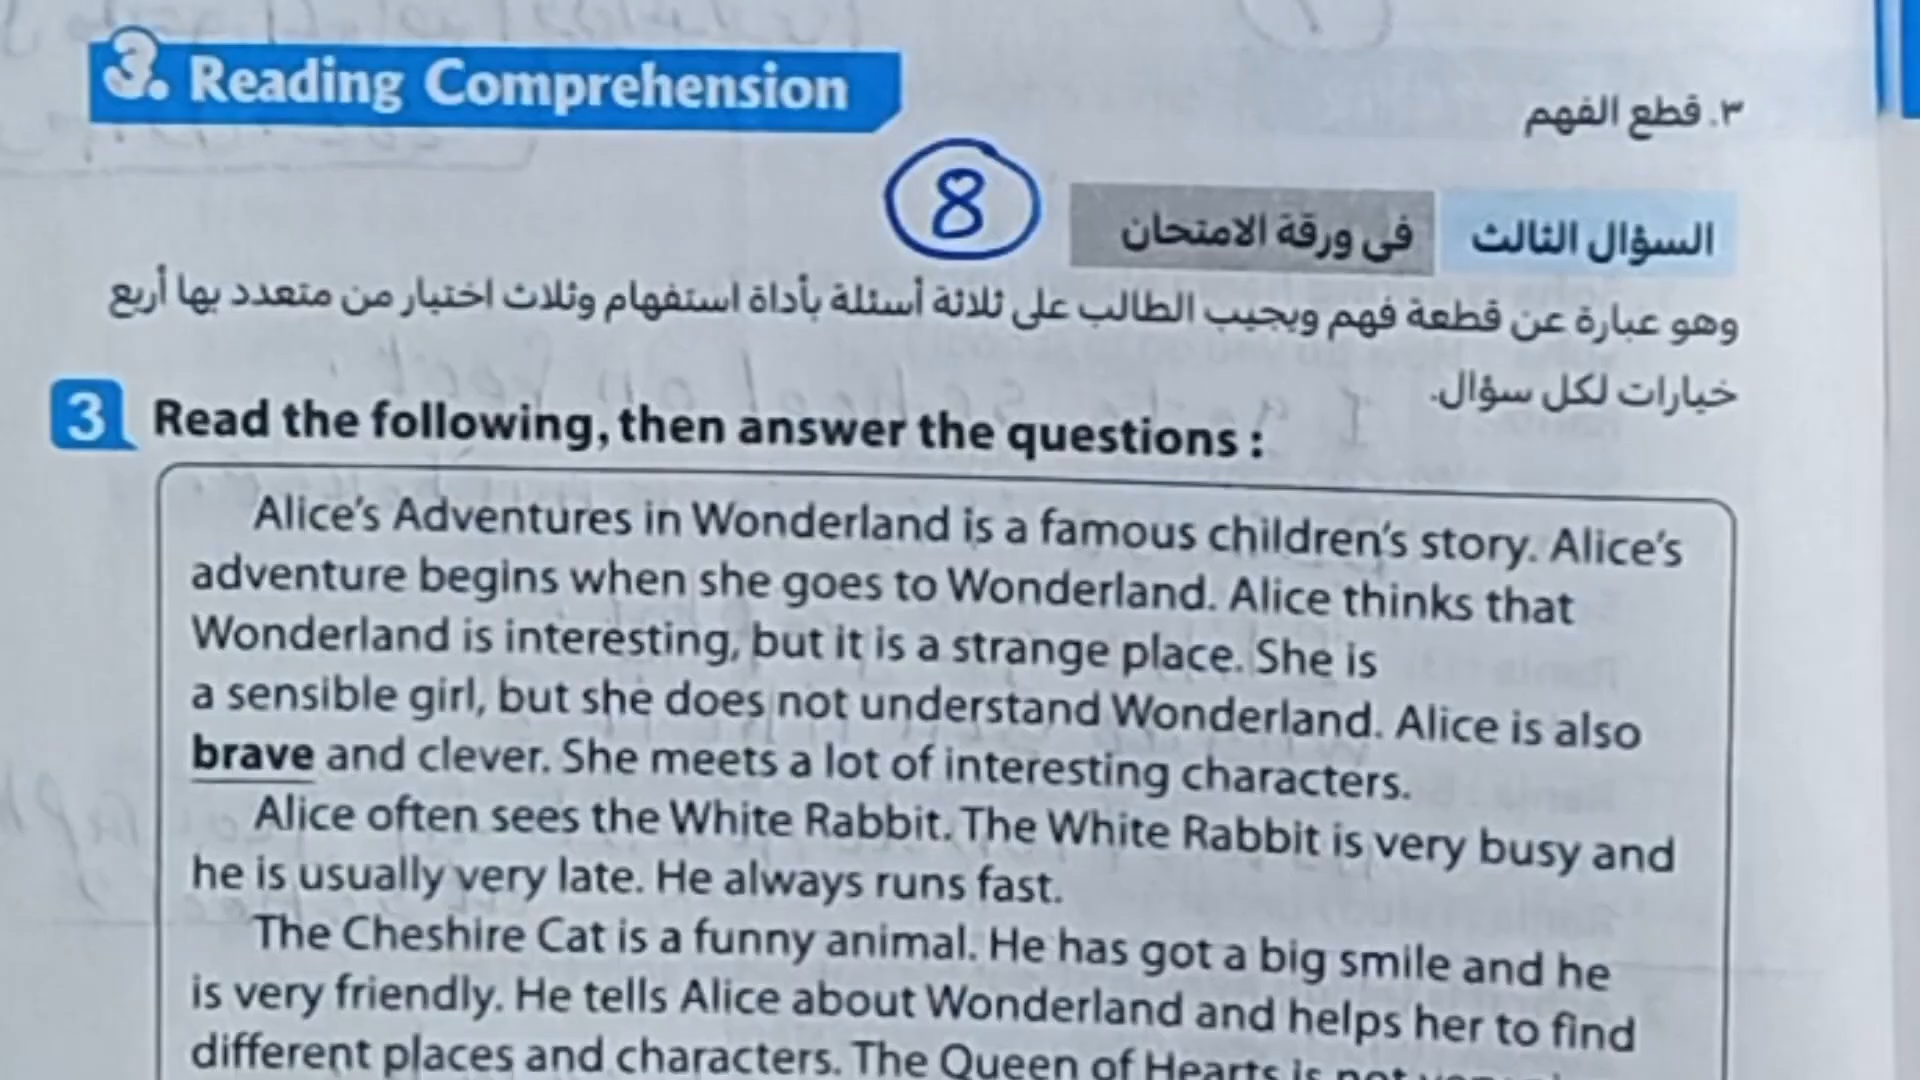 3. Reading Comprehension
٣. قطع الفهم
8
السؤال الثالث فى ورقة الامتحان
وهو عبارة عن قطعة فهم ويجيب الطالب على ثلاثة أسئلة بأداة استفهام وثلاث اختيار من متعدد بها أربع
خيارات لكل سؤال.
3 Read the following, then answer the questions :
Alice's Adventures in Wonderland is a famous children's story. Alice's
adventure begins when she goes to Wonderland. Alice thinks that
Wonderland is interesting, but it is a strange place. She is
a sensible girl, but she does not understand Wonderland. Alice is also
brave and clever. She meets a lot of interesting characters.
Alice often sees the White Rabbit. The White Rabbit is very busy and
he is usually very late. He always runs fast.
The Cheshire Cat is a funny animal. He has got a big smile and he
is very friendly. He tells Alice about Wonderland and helps her to find
different places and characters. The Queen of Hearts is not